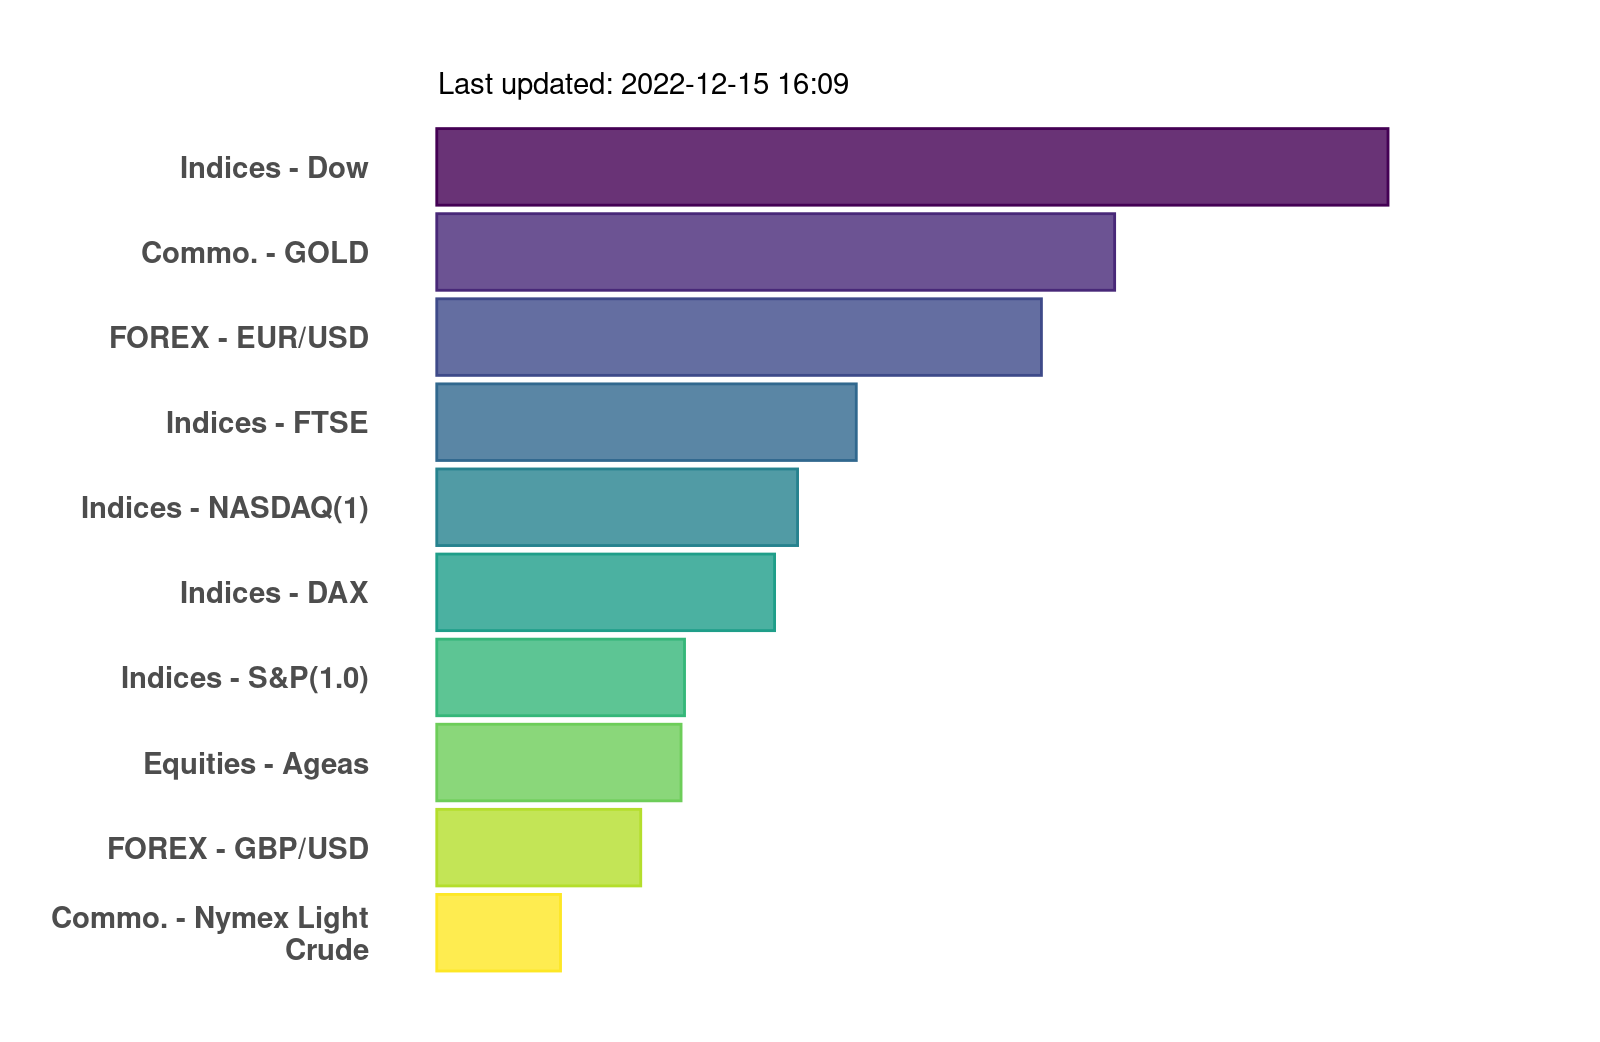 Last updated: 2022-12-15 16:09
Indices - Dow
Commo. - GOLD
FOREX - EUR/USD
Indices - FTSE
Indices - NASDAQ(1)
Indices - DAX
Indices - S&P(1.0)
Equities - Ageas
FOREX - GBP/USD
Commo. - Nymex Light
Crude